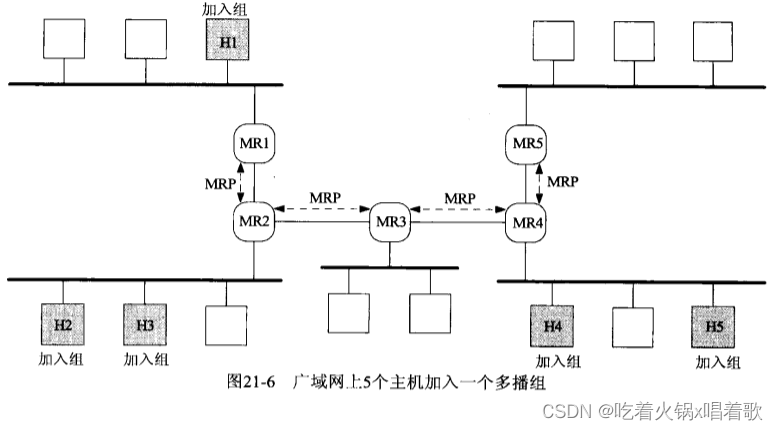 加入组
H1
MR1
MR5
MRP
MRP
MRP
MRP
MR2
MR3
MR4
H2
H3
H4
H5
加入组
加入组
加入组
加入组
图21-6 广域网上5个主机加入一个多播组
CSDN @吃着火锅x唱着歌